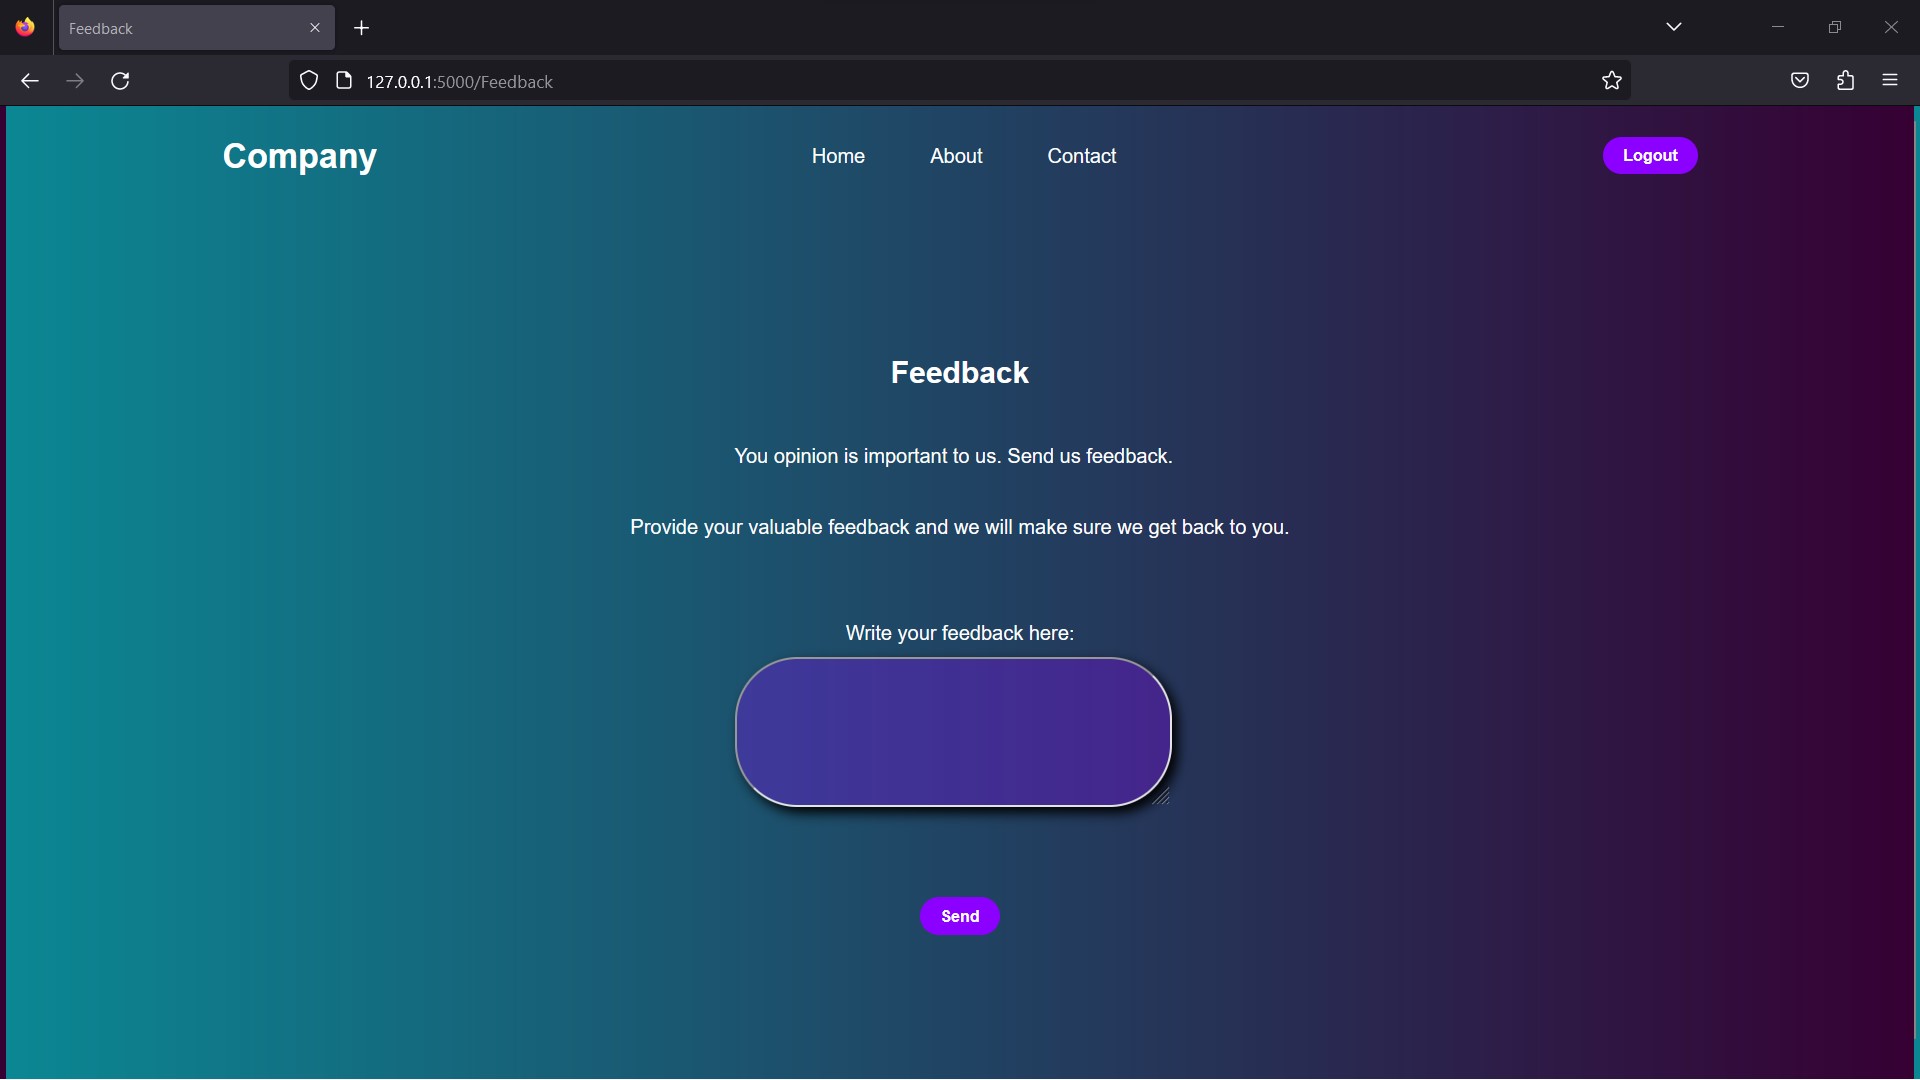 Feedback
127.0.0.1:5000/Feedback
Company
Home About Contact
Logout
Feedback
You opinion is important to us. Send us feedback.
Provide your valuable feedback and we will make sure we get back to you.
Write your feedback here:
Send